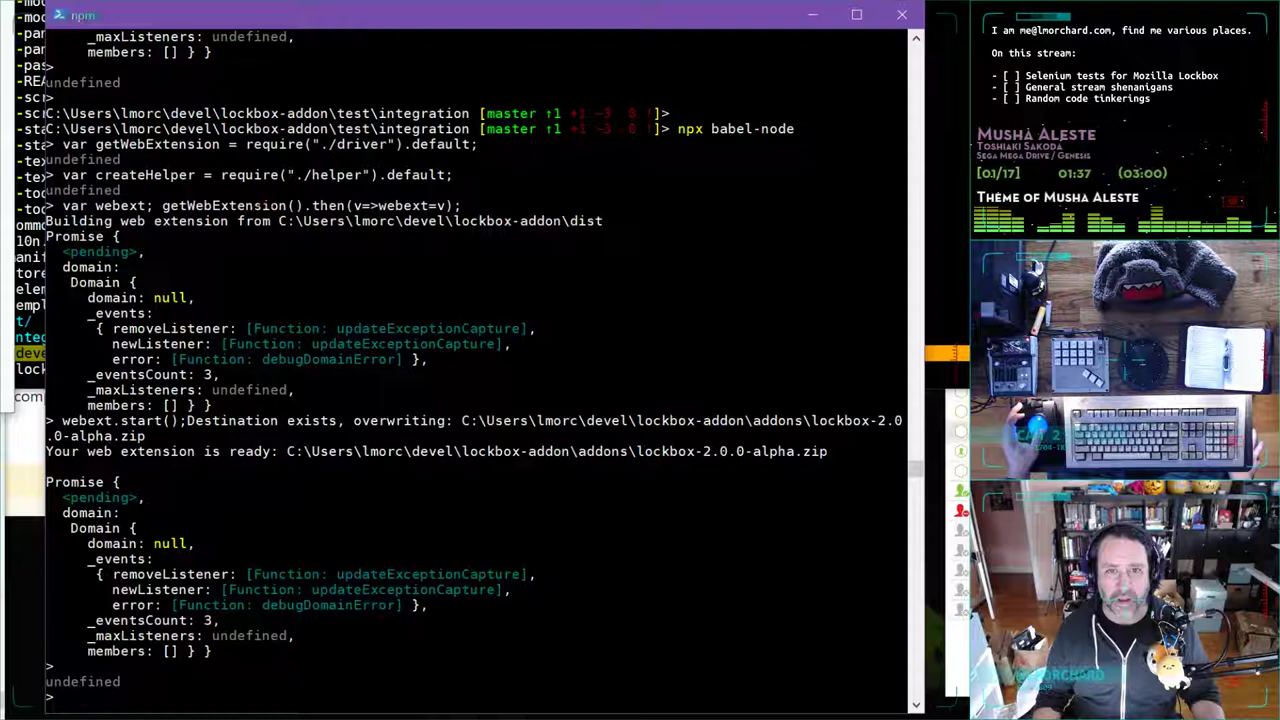 npm
_maxListeners: undefined,
members: [] } }
>
undefined
>
C:\Users\lmorc\devel\lockbox-addon\test\integration [master ↑1 +1 ~3 0 !]>
C:\Users\lmorc\devel\lockbox-addon\test\integration [master ↑1 +1 ~3 0 !]> npx babel-node
> var getWebExtension = require("./driver").default;
undefined
> var createHelper = require("./helper").default;
undefined
> var webext; getWebExtension().then(v=>webext=v);
Building web extension from C:\Users\lmorc\devel\lockbox-addon\dist
Promise {
<pending>,
domain:
Domain {
domain: null,
_events:
{ removeListener: [Function: updateExceptionCapture],
newListener: [Function: updateExceptionCapture],
error: [Function: debugDomainError] },
_eventsCount: 3,
_maxListeners: undefined,
members: [] } }
> webext.start();Destination exists, overwriting: C:\Users\lmorc\devel\lockbox-addon\addons\lockbox-2.0
.0-alpha.zip
Your web extension is ready: C:\Users\lmorc\devel\lockbox-addon\addons\lockbox-2.0.0-alpha.zip
Promise {
<pending>,
domain:
Domain {
domain: null,
_events:
{ removeListener: [Function: updateExceptionCapture],
newListener: [Function: updateExceptionCapture],
error: [Function: debugDomainError] },
_eventsCount: 3,
_maxListeners: undefined,
members: [] } }
>
undefined
>
I am me@lmorchard.com, find me various places.
On this stream:
- [ ] Selenium tests for Mozilla Lockbox
- [ ] General stream shenanigans
- [ ] Random code tinkerings
Musha Aleste
Toshiaki Sakoda
Sega Mega Drive / Genesis
[01/17] 01:37 (03:00)
Theme of Musha Aleste